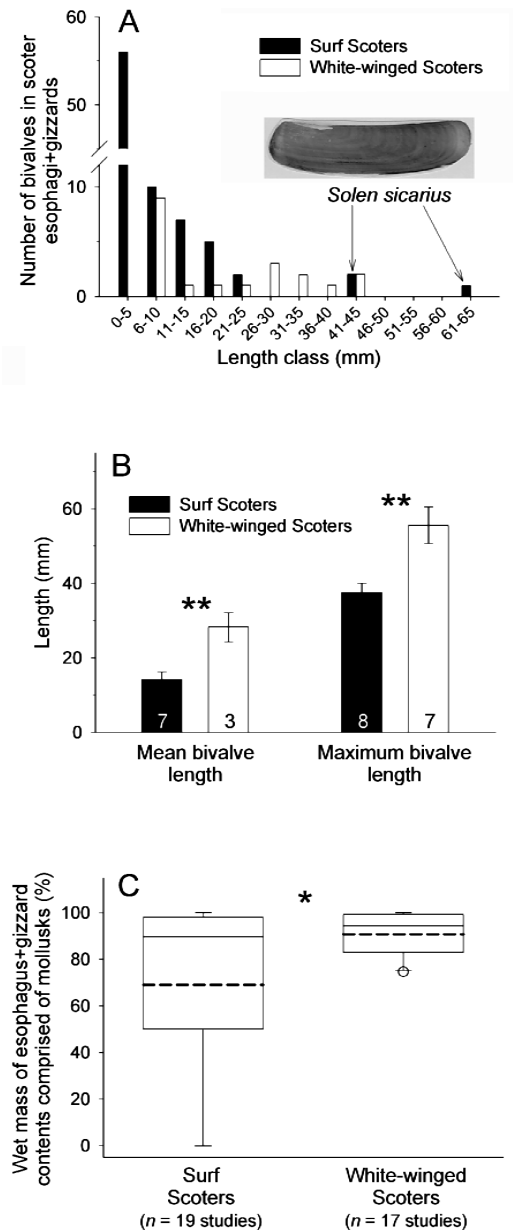 A
Number of bivalves in scoter
esophagi+gizzards
60
50
10
0
Surf Scoters
White-winged Scoters
Solen sicarius
0-5
6-10
11-15
16-20
21-25
26-30
31-35
36-40
41-45
46-50
51-55
56-60
61-65
Length class (mm)
B
Length (mm)
60
40
20
0
Surf Scoters
White-winged Scoters
**
**
7
3
8
7
Mean bivalve
length
Maximum bivalve
length
C
Wet mass of esophagus+gizzard
contents comprised of mollusks (%)
100
80
60
40
20
0
*
Surf
Scoters
(n = 19 studies)
White-winged
Scoters
(n = 17 studies)